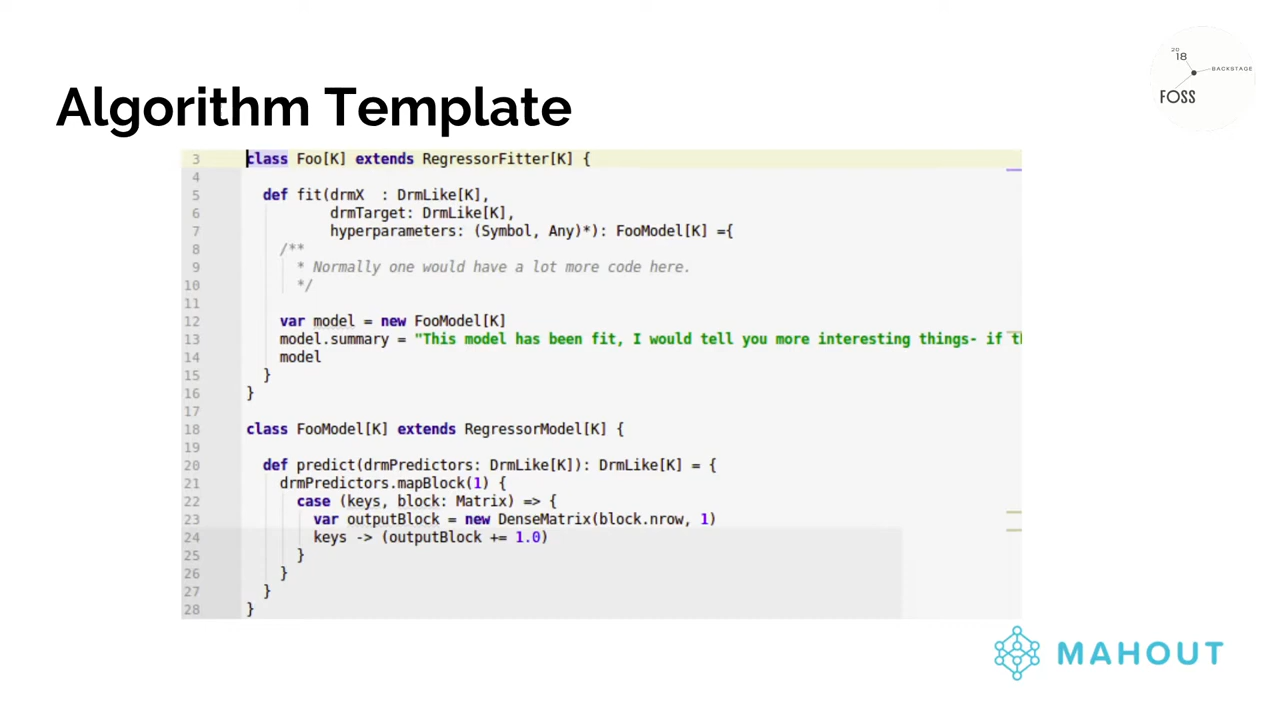 20
18
BACKSTAGE
FOSS
Algorithm Template
3 class Foo[K] extends RegressorFitter[K] {
4
5 def fit(drmX  : DrmLike[K],
6 drmTarget: DrmLike[K],
7 hyperparameters: (Symbol, Any)*): FooModel[K] ={
8 /**
9 * Normally one would have a lot more code here.
10 */
11
12 var model = new FooModel[K]
13 model.summary = "This model has been fit, I would tell you more interesting things- if th
14 model
15 }
16 }
17
18 class FooModel[K] extends RegressorModel[K] {
19
20 def predict(drmPredictors: DrmLike[K]): DrmLike[K] = {
21 drmPredictors.mapBlock(1) {
22 case (keys, block: Matrix) => {
23 var outputBlock = new DenseMatrix(block.nrow, 1)
24 keys -> (outputBlock += 1.0)
25 }
26 }
27 }
28 }
MAHOUT